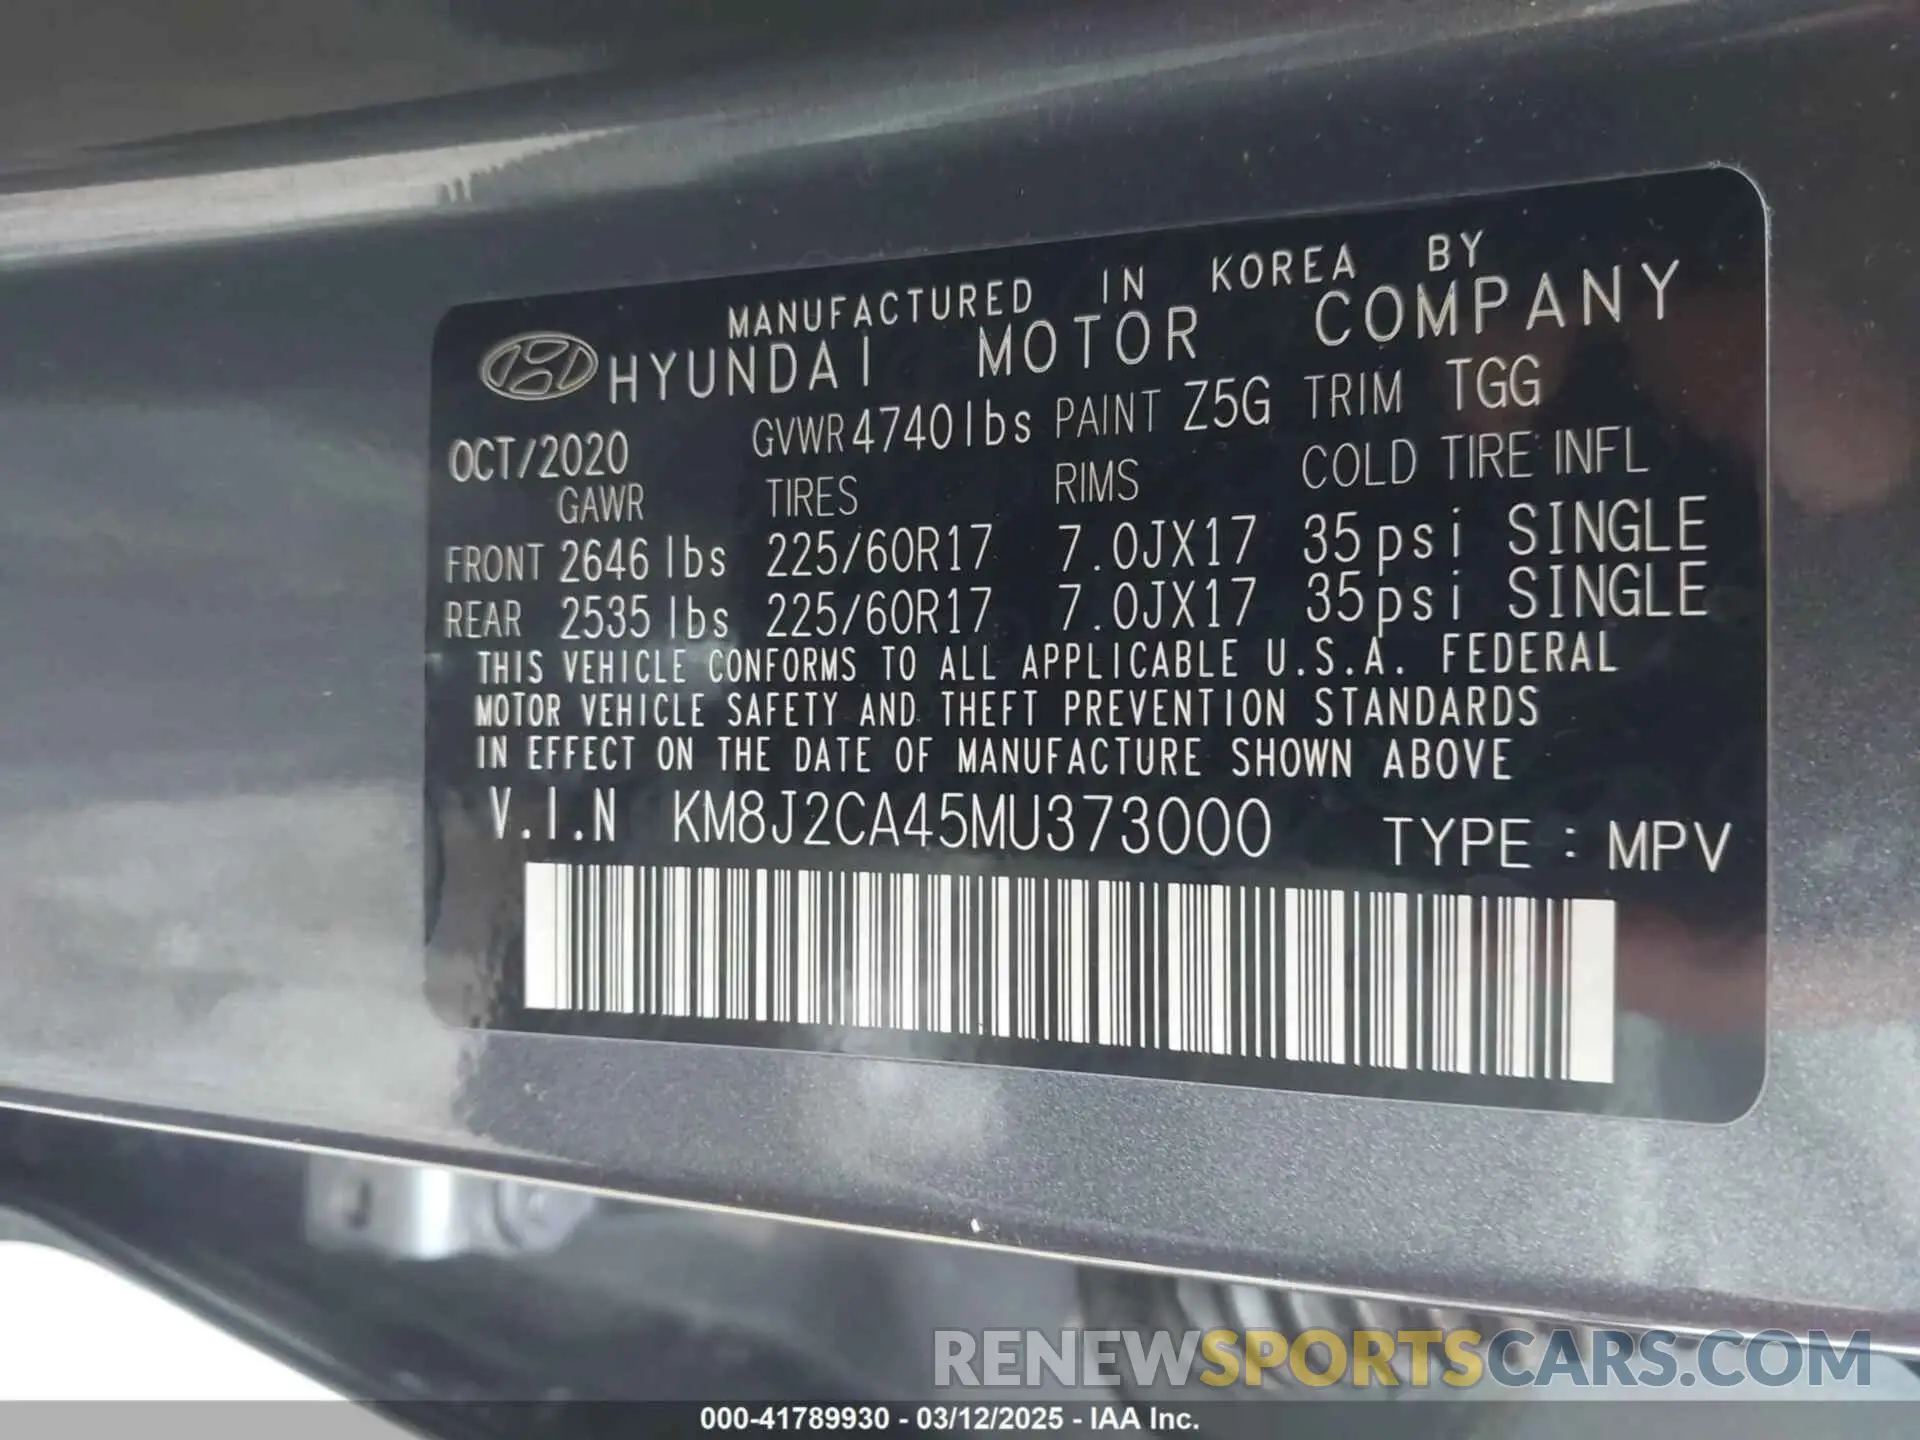 MANUFACTURED IN KOREA BY
HYUNDAI MOTOR COMPANY
OCT/2020 GVWR 4740lbs PAINT Z5G TRIM TGG
GAWR TIRES RIMS COLD TIRE INFL
FRONT 2646 lbs 225/60R17 7.0JX17 35psi SINGLE
REAR 2535 lbs 225/60R17 7.0JX17 35psi SINGLE
THIS VEHICLE CONFORMS TO ALL APPLICABLE U.S.A. FEDERAL
MOTOR VEHICLE SAFETY AND THEFT PREVENTION STANDARDS
IN EFFECT ON THE DATE OF MANUFACTURE SHOWN ABOVE
V.I.N KM8J2CA45MU373000 TYPE : MPV
RENEWSPORTSCARS.COM
000-41789930 - 03/12/2025 - IAA Inc.